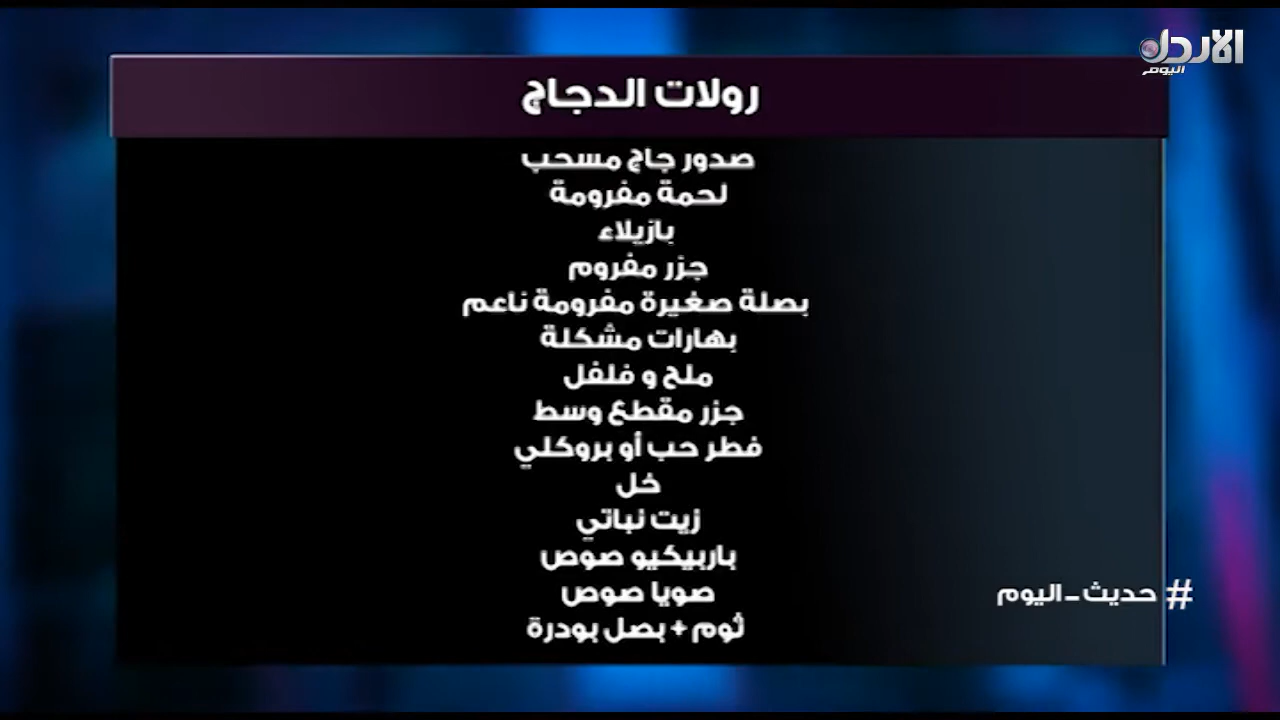 الاردن
اليوم
رولات الدجاج
صدور جاج مسحب
لحمة مفرومة
بازيلاء
جزر مفروم
بصلة صغيرة مفرومة ناعم
بهارات مشكلة
ملح و فلفل
جزر مقطع وسط
فطر حب أو بروكلي
خل
زيت نباتي
باربيكيو صوص
صويا صوص
ثوم + بصل بودرة
# حديث_اليوم